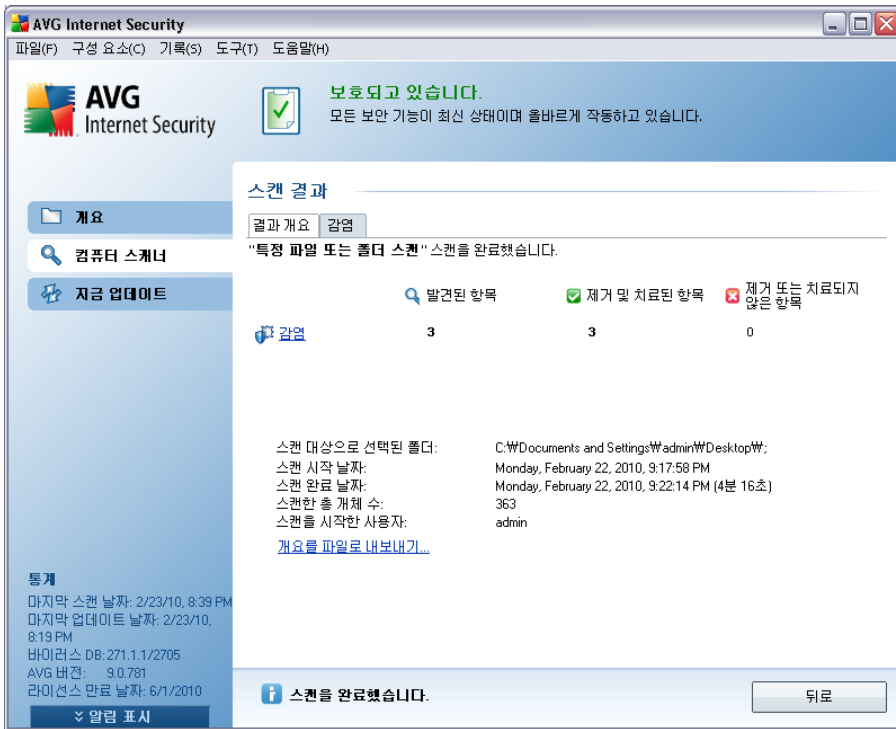 AVG Internet Security
파일(F) 구성 요소(C) 기록(S) 도구(T) 도움말(H)
AVG
Internet Security
보호되고 있습니다.
모든 보안 기능이 최신 상태이며 올바르게 작동하고 있습니다.
개요
컴퓨터 스캐너
지금 업데이트
스캔 결과
결과 개요 감염
"특정 파일 또는 폴더 스캔" 스캔을 완료했습니다.
발견된 항목 제거 및 치료된 항목 제거 또는 치료되지
않은 항목
감염 3 3 0
스캔 대상으로 선택된 폴더: C:₩Documents and Settings₩admin₩Desktop₩;
스캔 시작 날짜: Monday, February 22, 2010, 9:17:58 PM
스캔 완료 날짜: Monday, February 22, 2010, 9:22:14 PM (4분 16초)
스캔한 총 개체 수: 363
스캔을 시작한 사용자: admin
개요를 파일로 내보내기...
통계
마지막 스캔 날짜: 2/23/10, 8:39 PM
마지막 업데이트 날짜: 2/23/10,
8:19 PM
바이러스 DB: 271.1.1/2705
AVG 버전: 9.0.781
라이선스 만료 날짜: 6/1/2010
알림 표시
스캔을 완료했습니다.
뒤로